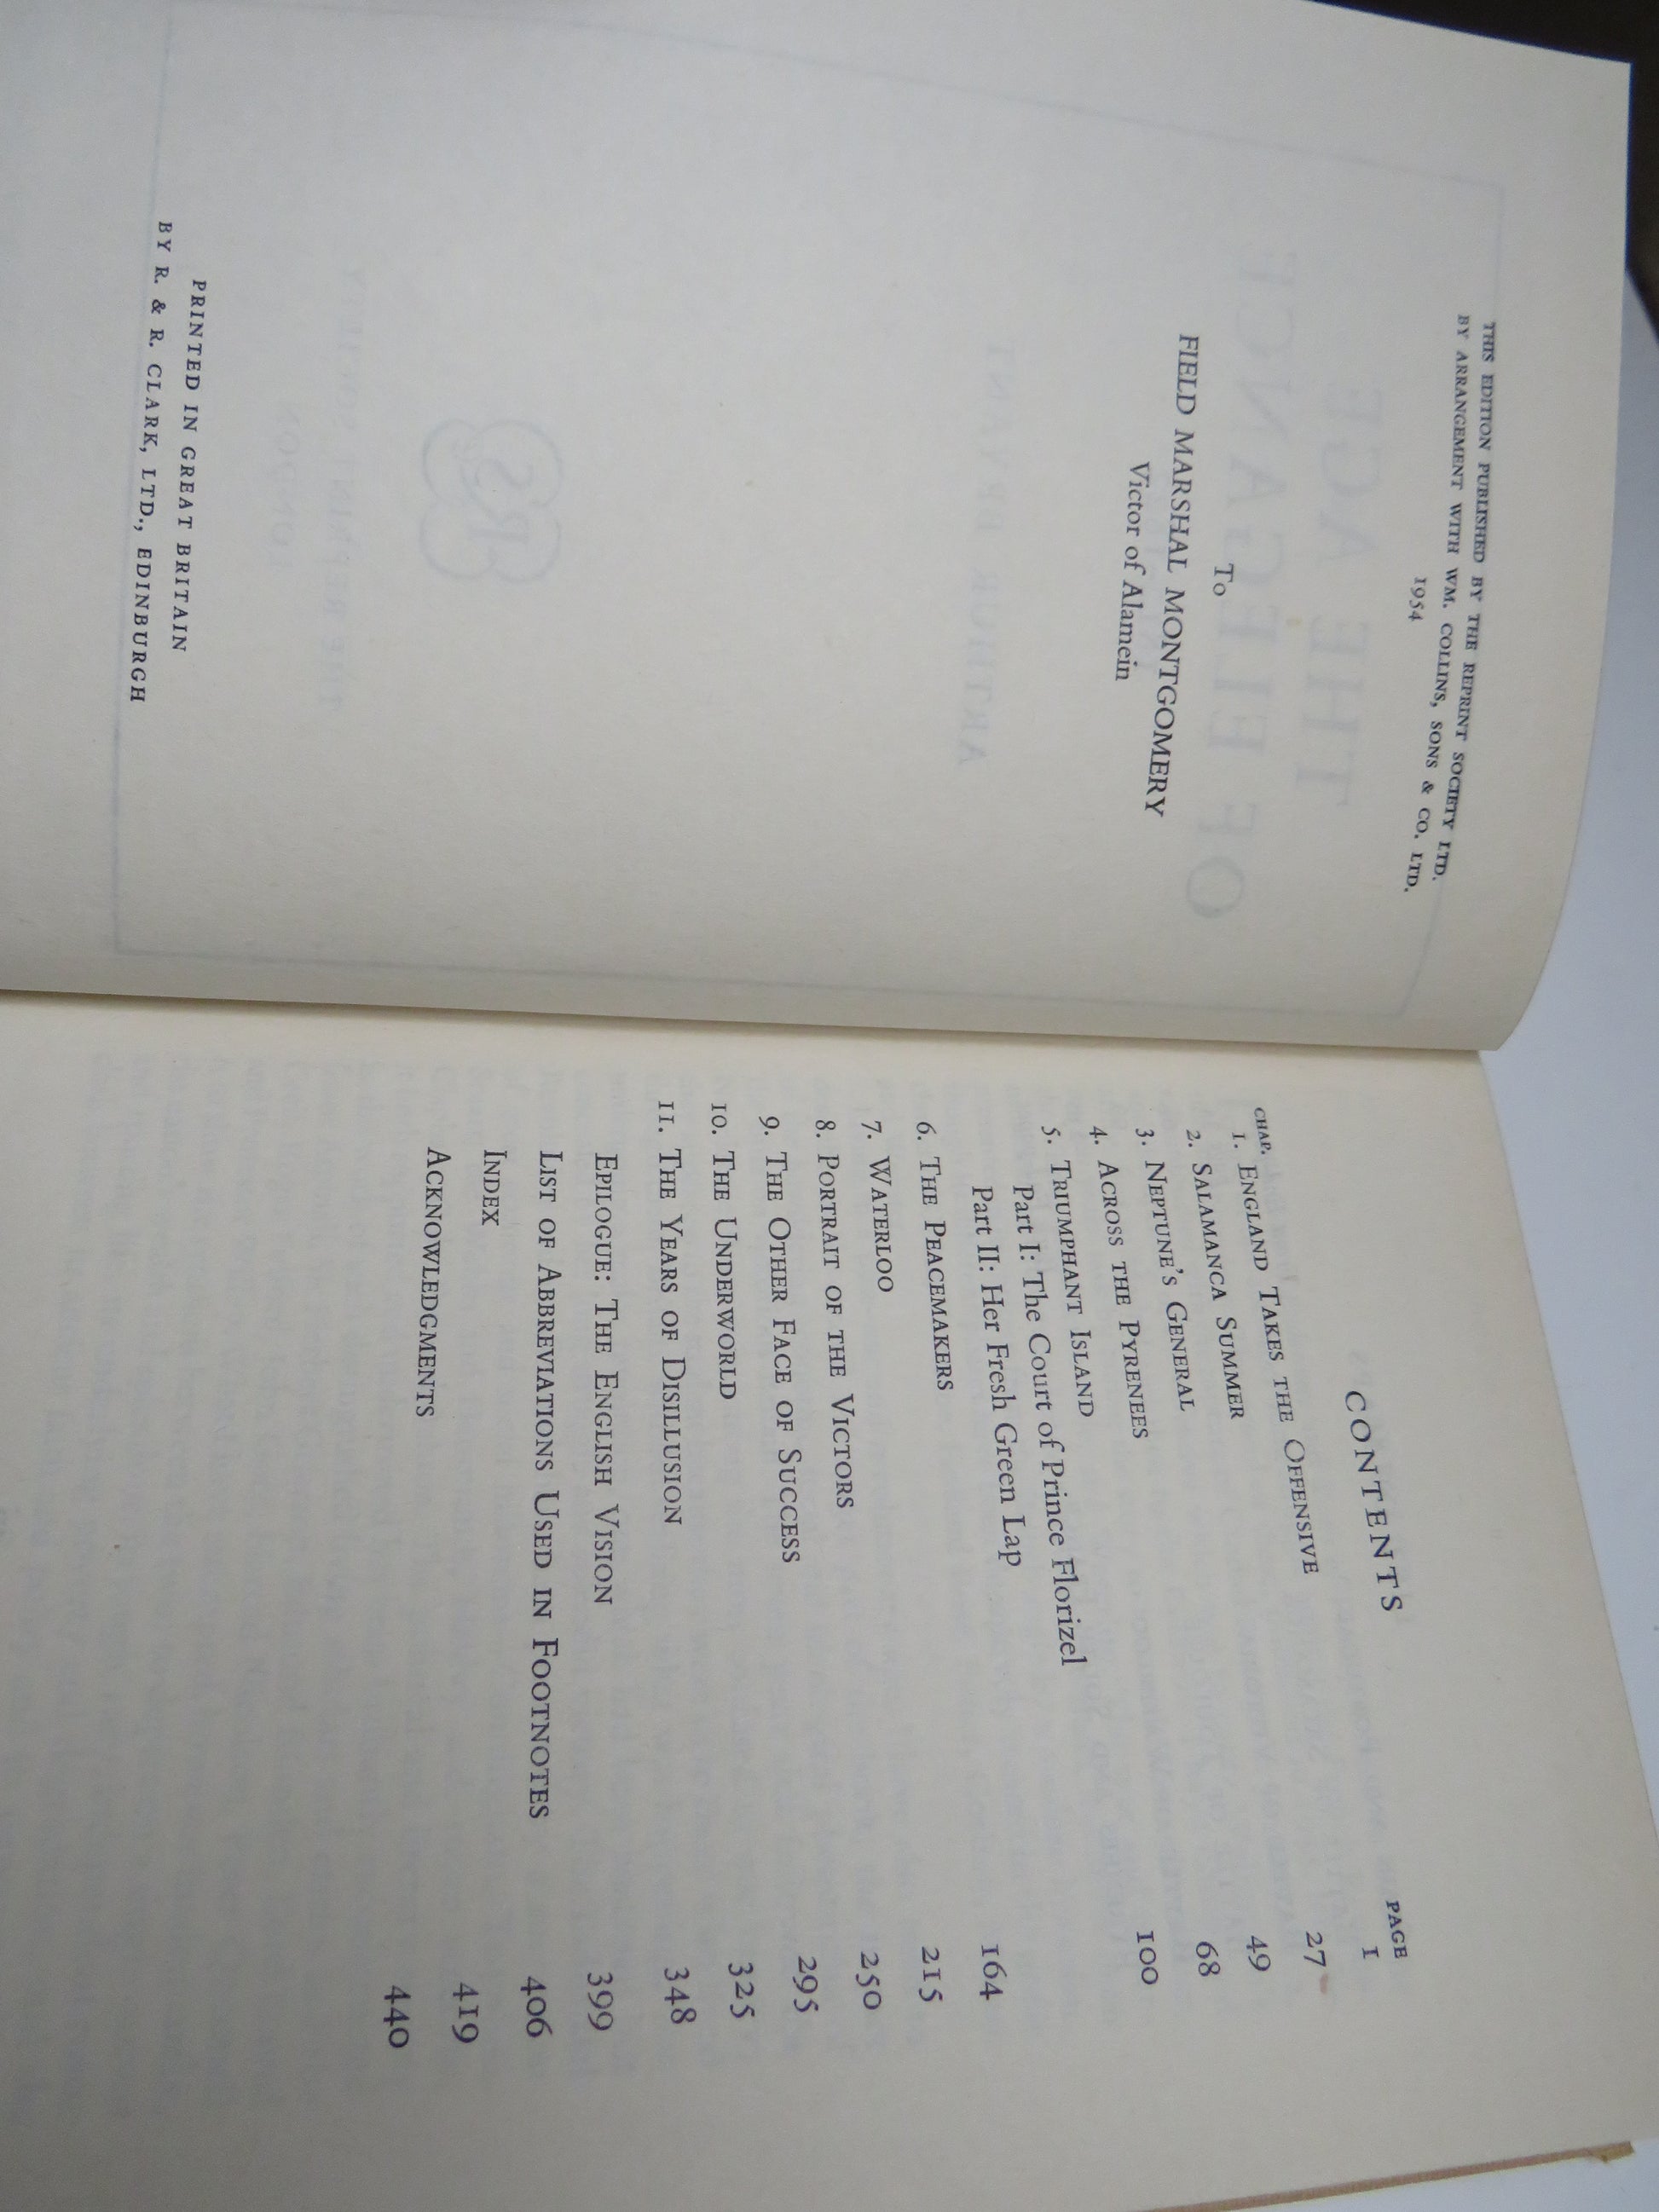 THIS EDITION PUBLISHED BY THE REPRINT SOCIETY LTD.
BY ARRANGEMENT WITH WM. COLLINS, SONS & CO. LTD.
1954
To
FIELD MARSHAL MONTGOMERY
Victor of Alamein
PRINTED IN GREAT BRITAIN
BY R. & R. CLARK, LTD., EDINBURGH
CONTENTS
CHAP. PAGE
1. ENGLAND TAKES THE OFFENSIVE 1
2. SALAMANCA SUMMER 27
3. NEPTUNE'S GENERAL 49
4. ACROSS THE PYRENEES 68
5. TRIUMPHANT ISLAND 100
Part I: The Court of Prince Florizel
Part II: Her Fresh Green Lap
6. THE PEACEMAKERS 164
7. WATERLOO 215
8. PORTRAIT OF THE VICTORS 250
9. THE OTHER FACE OF SUCCESS 295
10. THE UNDERWORLD 325
11. THE YEARS OF DISILLUSION 348
EPILOGUE: THE ENGLISH VISION 399
LIST OF ABBREVIATIONS USED IN FOOTNOTES 406
INDEX 419
ACKNOWLEDGMENTS 440